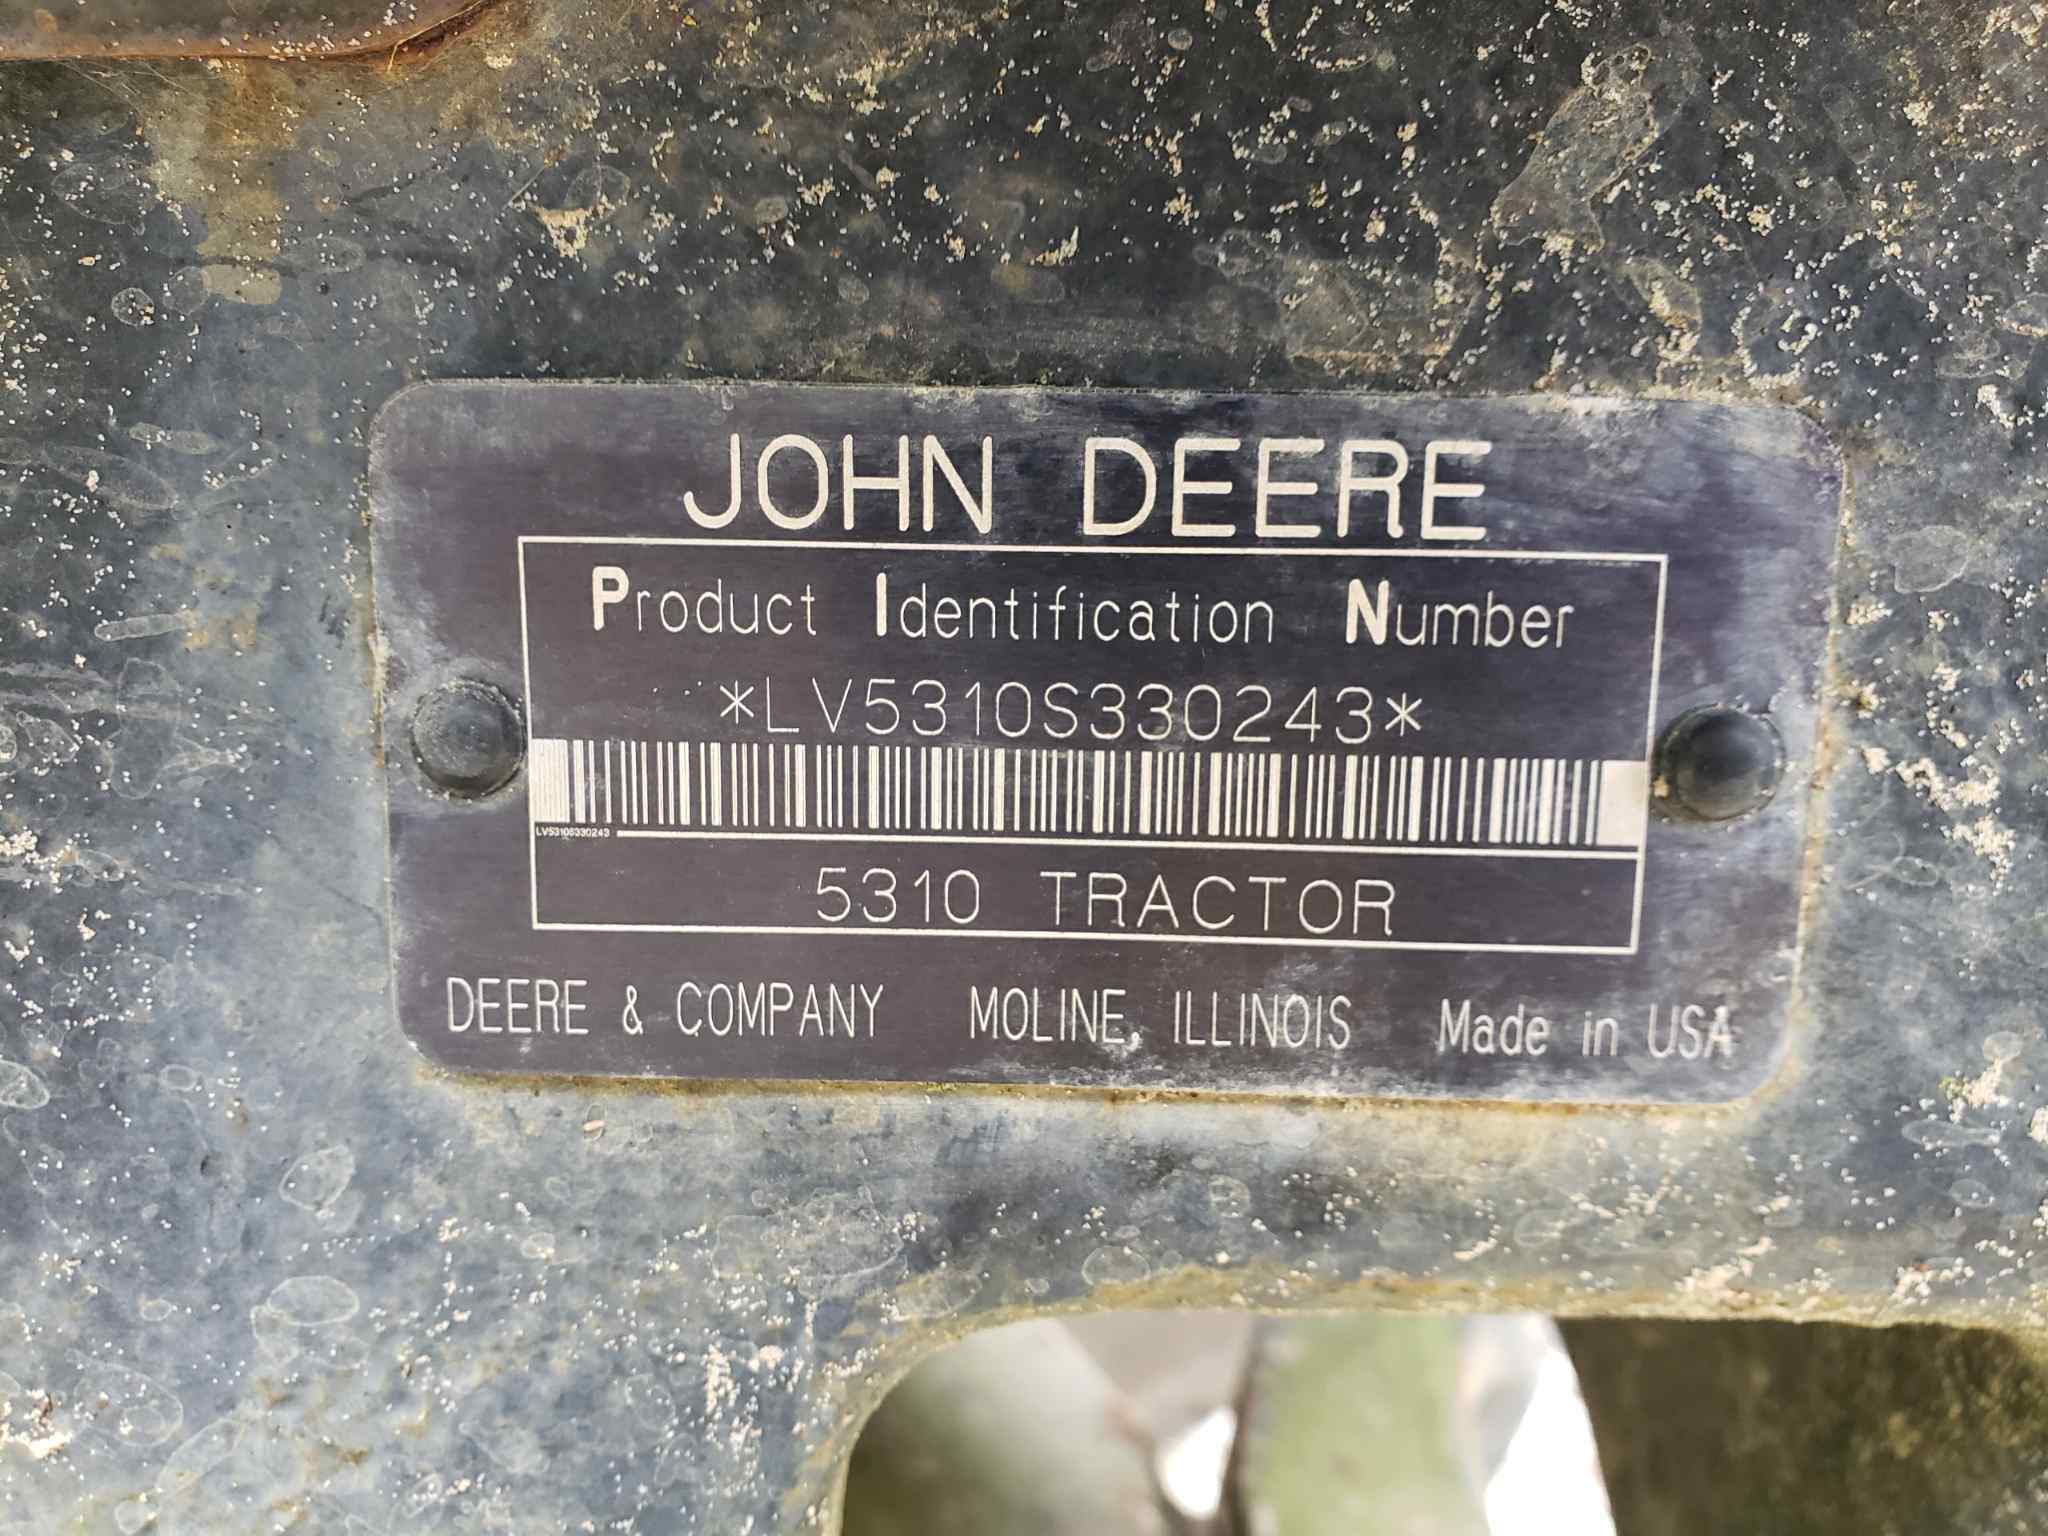 JOHN DEERE
Product Identification Number
*LV5310S330243*
LV5310S330243
5310 TRACTOR
DEERE & COMPANY MOLINE, ILLINOIS Made in USA